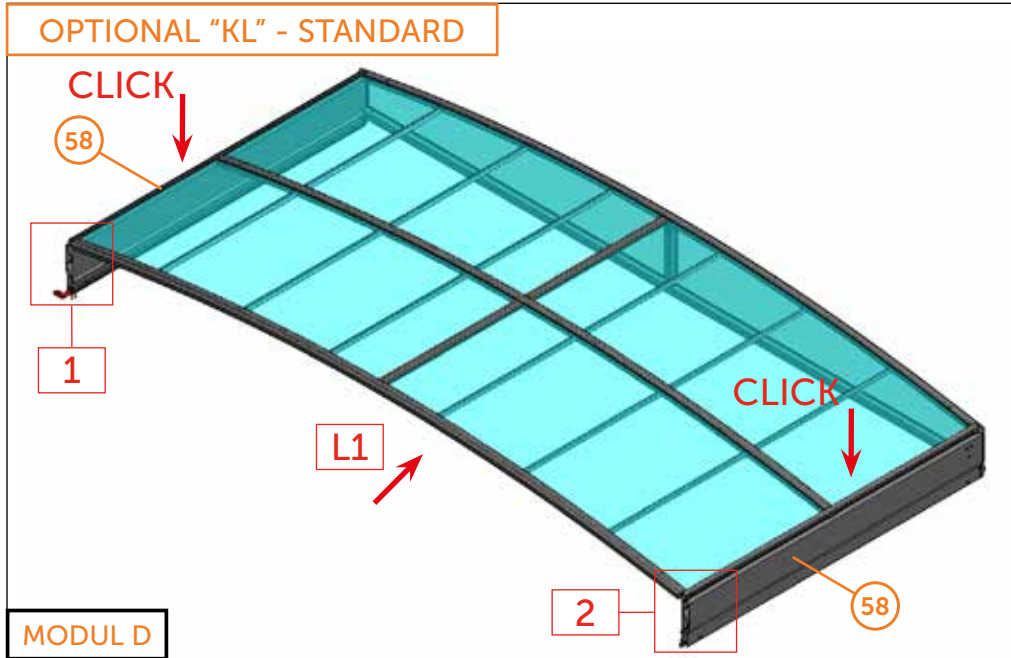 OPTIONAL “KL” - STANDARD
CLICK
58
1
L1
CLICK
2
58
MODUL D